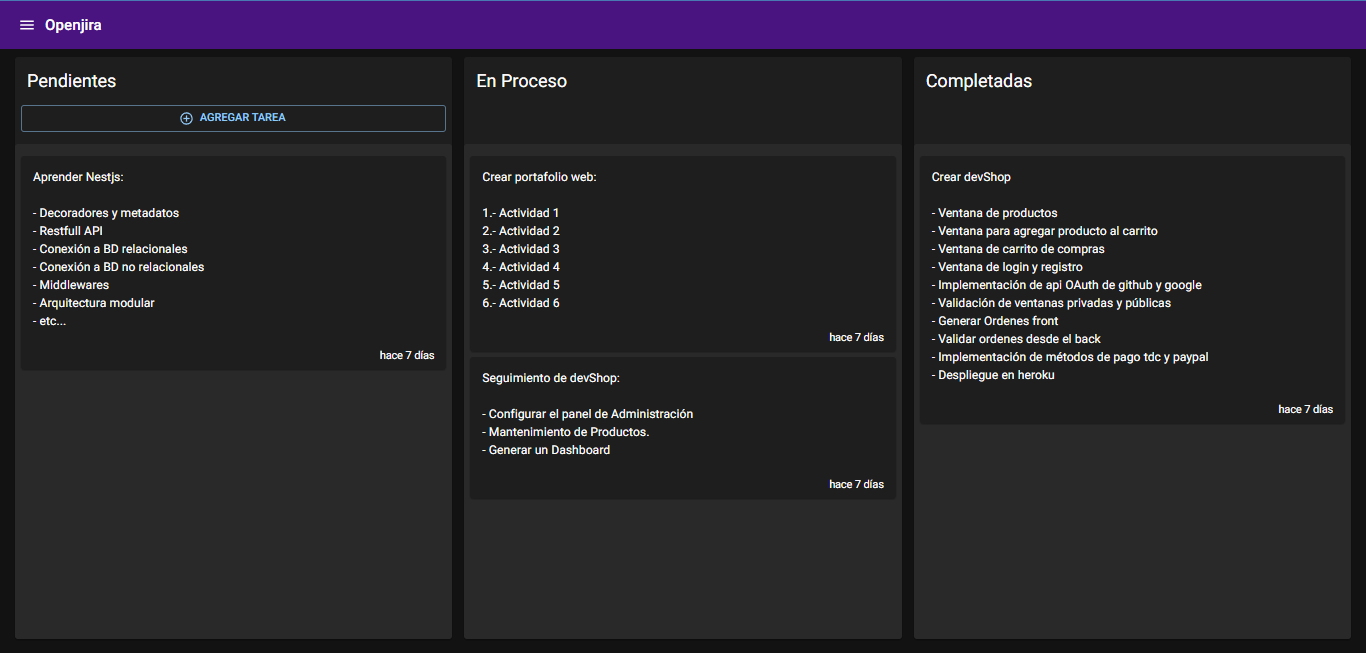 Openjira
Pendientes
AGREGAR TAREA
Aprender Nestjs:
- Decoradores y metadatos
- Restfull API
- Conexión a BD relacionales
- Conexión a BD no relacionales
- Middlewares
- Arquitectura modular
- etc...
hace 7 días
En Proceso
Crear portafolio web:
1.- Actividad 1
2.- Actividad 2
3.- Actividad 3
4.- Actividad 4
5.- Actividad 5
6.- Actividad 6
hace 7 días
Seguimiento de devShop:
- Configurar el panel de Administración
- Mantenimiento de Productos.
- Generar un Dashboard
hace 7 días
Completadas
Crear devShop
- Ventana de productos
- Ventana para agregar producto al carrito
- Ventana de carrito de compras
- Ventana de login y registro
- Implementación de api OAuth de github y google
- Validación de ventanas privadas y públicas
- Generar Ordenes front
- Validar ordenes desde el back
- Implementación de métodos de pago tdc y paypal
- Despliegue en heroku
hace 7 días